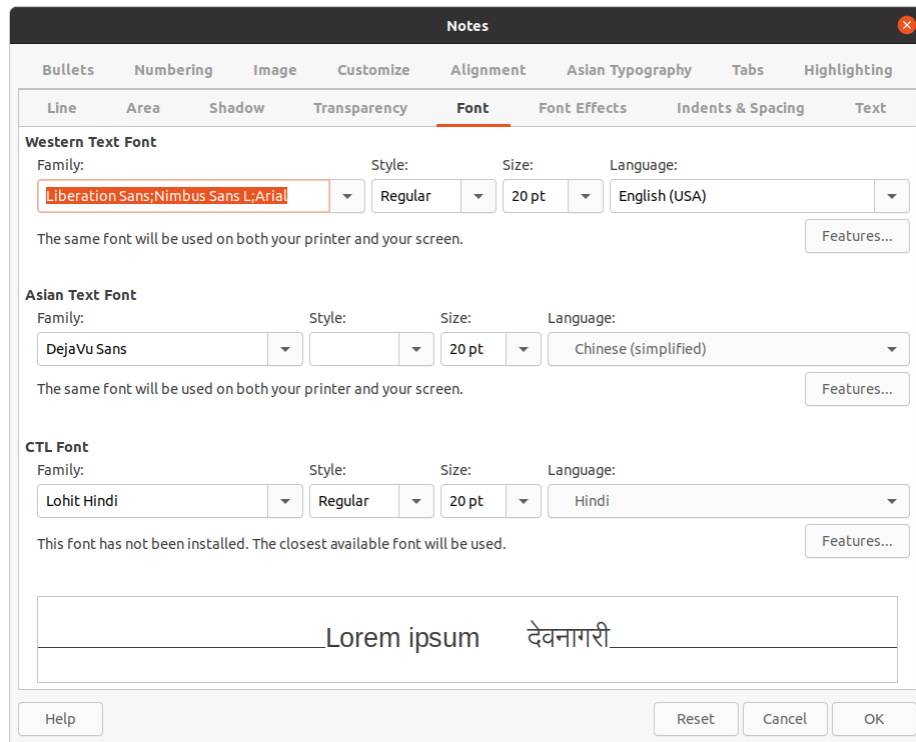 Notes
Bullets Numbering Image Customize Alignment Asian Typography Tabs Highlighting
Line Area Shadow Transparency Font Font Effects Indents & Spacing Text
Western Text Font
Family: Style: Size: Language:
Liberation Sans;Nimbus Sans L;Arial Regular 20 pt English (USA)
The same font will be used on both your printer and your screen. Features...
Asian Text Font
Family: Style: Size: Language:
DejaVu Sans 20 pt Chinese (simplified)
The same font will be used on both your printer and your screen. Features...
CTL Font
Family: Style: Size: Language:
Lohit Hindi Regular 20 pt Hindi
This font has not been installed. The closest available font will be used. Features...
Lorem ipsum देवनागरी
Help Reset Cancel OK